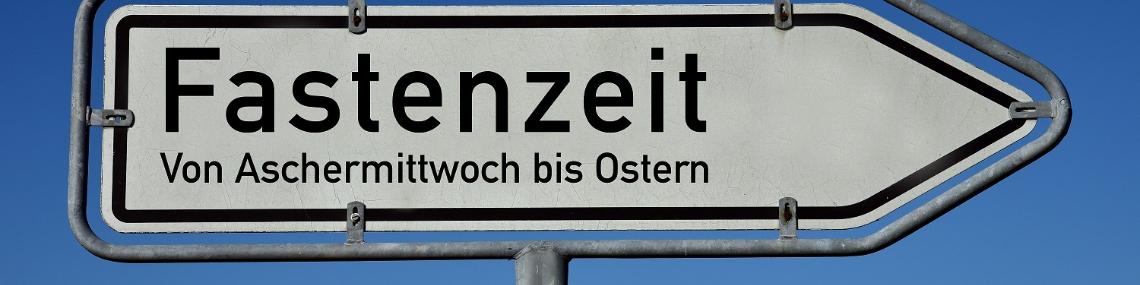 Fastenzeit
Von Aschermittwoch bis Ostern